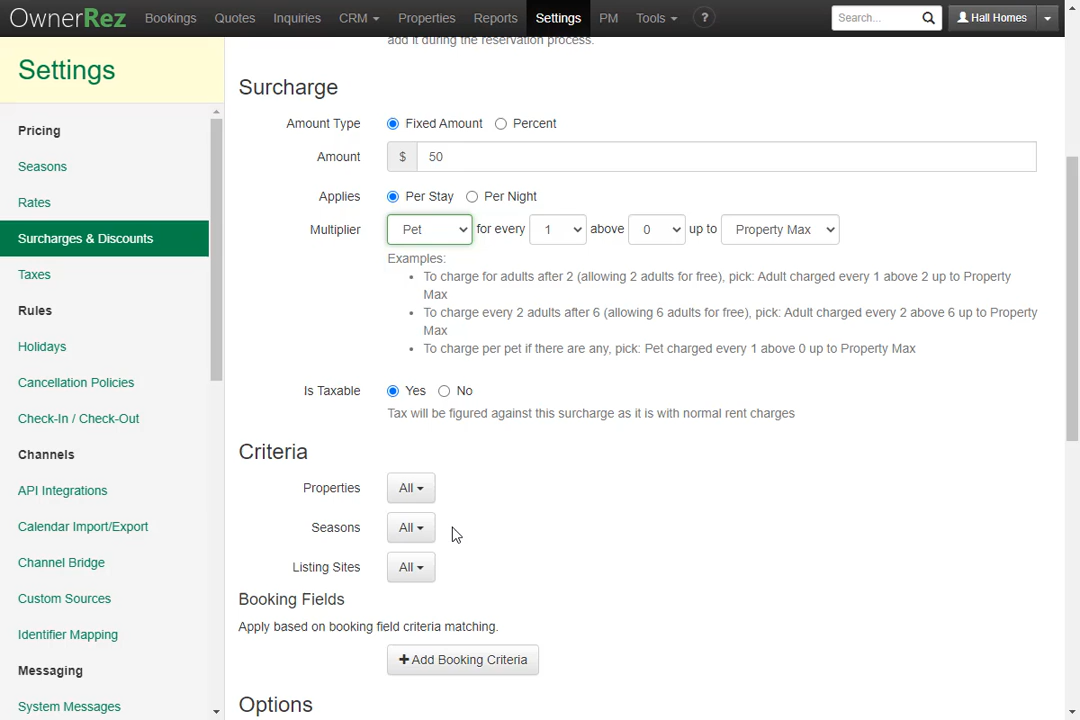 OwnerRez Bookings Quotes Inquiries CRM Properties Reports Settings PM Tools ? Search... Hall Homes
add it during the reservation process.
Settings
Pricing
Seasons
Rates
Surcharges & Discounts
Taxes
Rules
Holidays
Cancellation Policies
Check-In / Check-Out
Channels
API Integrations
Calendar Import/Export
Channel Bridge
Custom Sources
Identifier Mapping
Messaging
System Messages
Surcharge
Amount Type Fixed Amount Percent
Amount $ 50
Applies Per Stay Per Night
Multiplier Pet for every 1 above 0 up to Property Max
Examples:
• To charge for adults after 2 (allowing 2 adults for free), pick: Adult charged every 1 above 2 up to Property
Max
• To charge every 2 adults after 6 (allowing 6 adults for free), pick: Adult charged every 2 above 6 up to Property
Max
• To charge per pet if there are any, pick: Pet charged every 1 above 0 up to Property Max
Is Taxable Yes No
Tax will be figured against this surcharge as it is with normal rent charges
Criteria
Properties All
Seasons All
Listing Sites All
Booking Fields
Apply based on booking field criteria matching.
+ Add Booking Criteria
Options